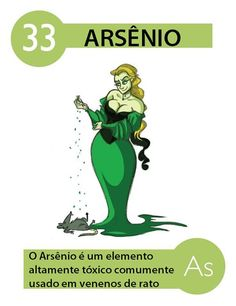 33 ARSÊNIO
O Arsênio é um elemento
altamente tóxico comumente
usado em venenos de rato
As